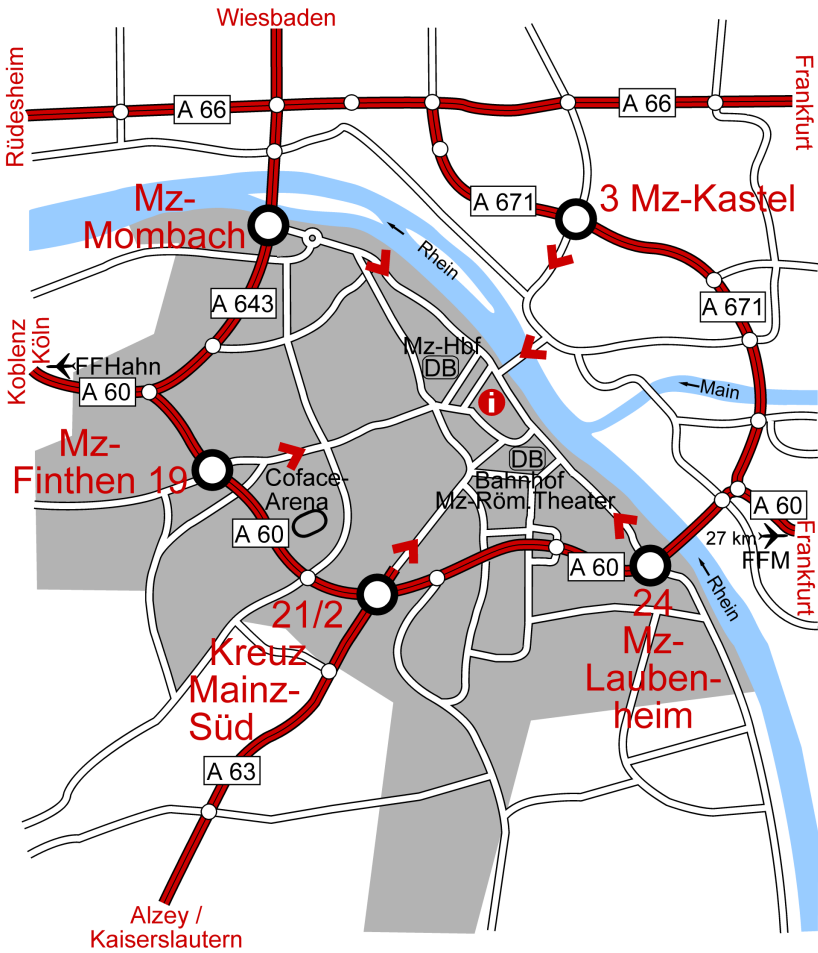 Wiesbaden
Rüdesheim
A 66
A 66
Frankfurt
Mz-
Mombach
A 671
3 Mz-Kastel
Rhein
A 643
A 671
Koblenz
Köln
FFHahn
A 60
Mz-Hbf
DB
i
Main
Mz-
Finthen 19
Coface-
Arena
DB
Bahnhof
Mz-Röm.Theater
A 60
A 60
27 km
FFM
Frankfurt
A 60
Rhein
21/2
Kreuz
Mainz-
Süd
24
Mz-
Lauben-
heim
A 63
Alzey /
Kaiserslautern